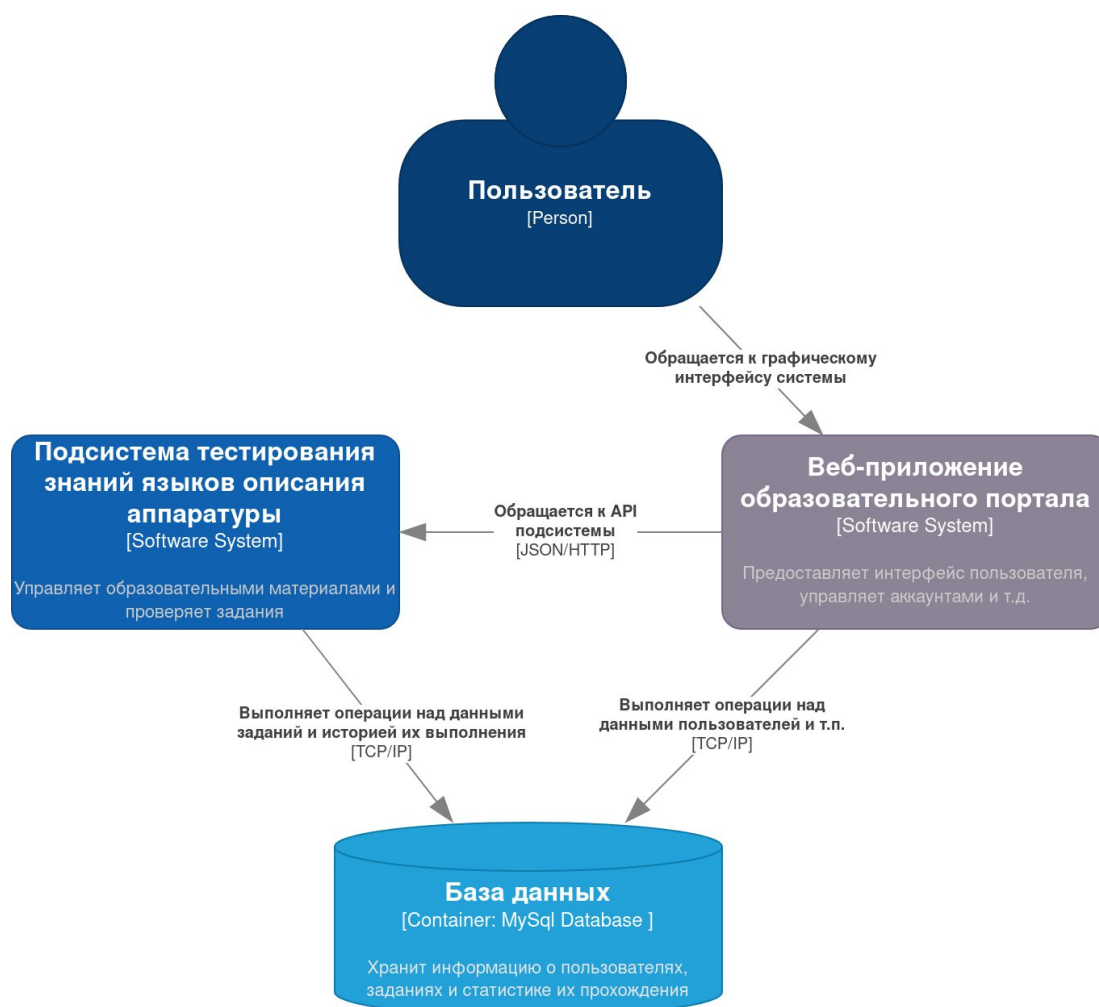 Пользователь
[Person]
Обращается к графическому
интерфейсу системы
Подсистема тестирования
знаний языков описания
аппаратуры
[Software System]
Управляет образовательными материалами и
проверяет задания
Обращается к API
подсистемы
[JSON/HTTP]
Веб-приложение
образовательного портала
[Software System]
Предоставляет интерфейс пользователя,
управляет аккаунтами и т.д.
Выполняет операции над данными
заданий и историей их выполнения
[TCP/IP]
Выполняет операции над
данными пользователей и т.п.
[TCP/IP]
База данных
[Container: MySql Database ]
Хранит информацию о пользователях,
заданиях и статистике их прохождения